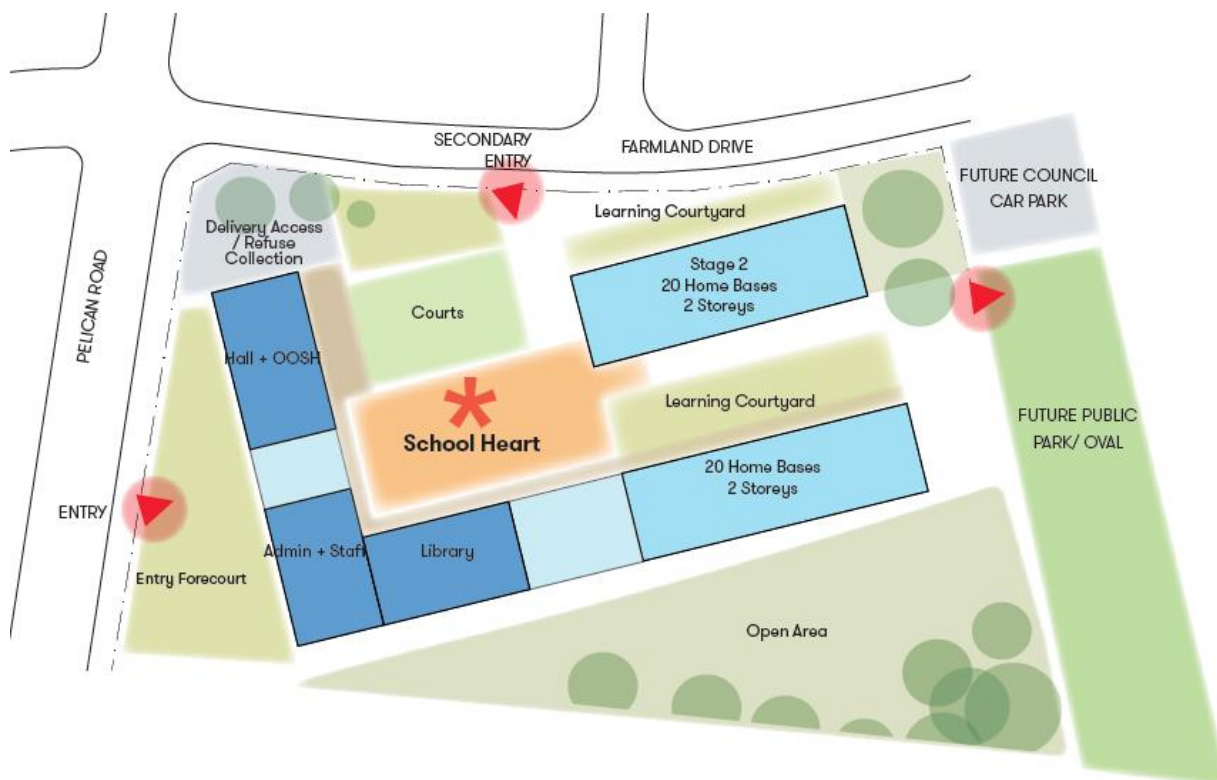 SECONDARY
ENTRY
FARMLAND DRIVE
FUTURE COUNCIL
CAR PARK
Learning Courtyard
Delivery Access
/ Refuse
Collection
PELICAN ROAD
Stage 2
20 Home Bases
2 Storeys
Courts
Hall + OOSH
Learning Courtyard
School Heart
FUTURE PUBLIC
PARK/ OVAL
20 Home Bases
2 Storeys
ENTRY
Admin + Staff
Library
Entry Forecourt
Open Area